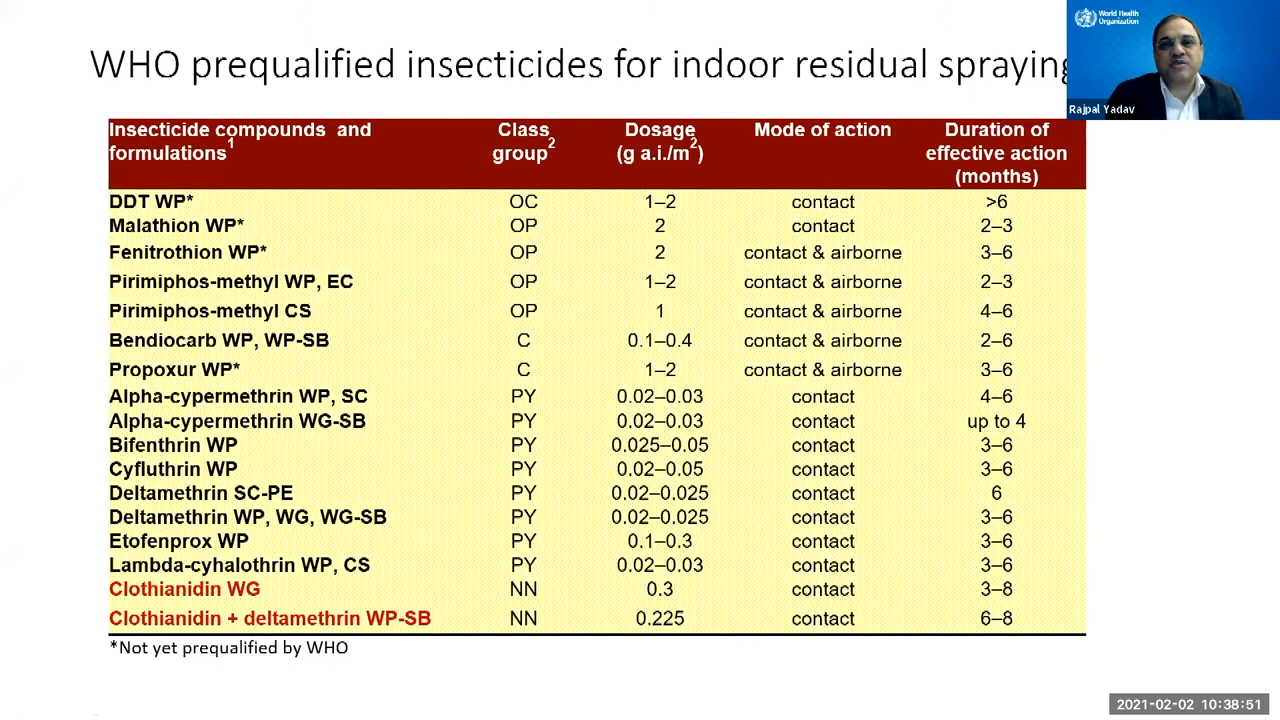 WHO prequalified insecticides for indoor residual spraying
World Health
Organization
Rajpal Yadav
Insecticide compounds and formulations1 Class group2 Dosage (g a.i./m2) Mode of action Duration of effective action (months)
DDT WP* OC 1–2 contact >6
Malathion WP* OP 2 contact 2–3
Fenitrothion WP* OP 2 contact & airborne 3–6
Pirimiphos-methyl WP, EC OP 1–2 contact & airborne 2–3
Pirimiphos-methyl CS OP 1 contact & airborne 4–6
Bendiocarb WP, WP-SB C 0.1–0.4 contact & airborne 2–6
Propoxur WP* C 1–2 contact & airborne 3–6
Alpha-cypermethrin WP, SC PY 0.02–0.03 contact 4–6
Alpha-cypermethrin WG-SB PY 0.02–0.03 contact up to 4
Bifenthrin WP PY 0.025–0.05 contact 3–6
Cyfluthrin WP PY 0.02–0.05 contact 3–6
Deltamethrin SC-PE PY 0.02–0.025 contact 6
Deltamethrin WP, WG, WG-SB PY 0.02–0.025 contact 3–6
Etofenprox WP PY 0.1–0.3 contact 3–6
Lambda-cyhalothrin WP, CS PY 0.02–0.03 contact 3–6
Clothianidin WG NN 0.3 contact 3–8
Clothianidin + deltamethrin WP-SB NN 0.225 contact 6–8
*Not yet prequalified by WHO
2021-02-02 10:38:51